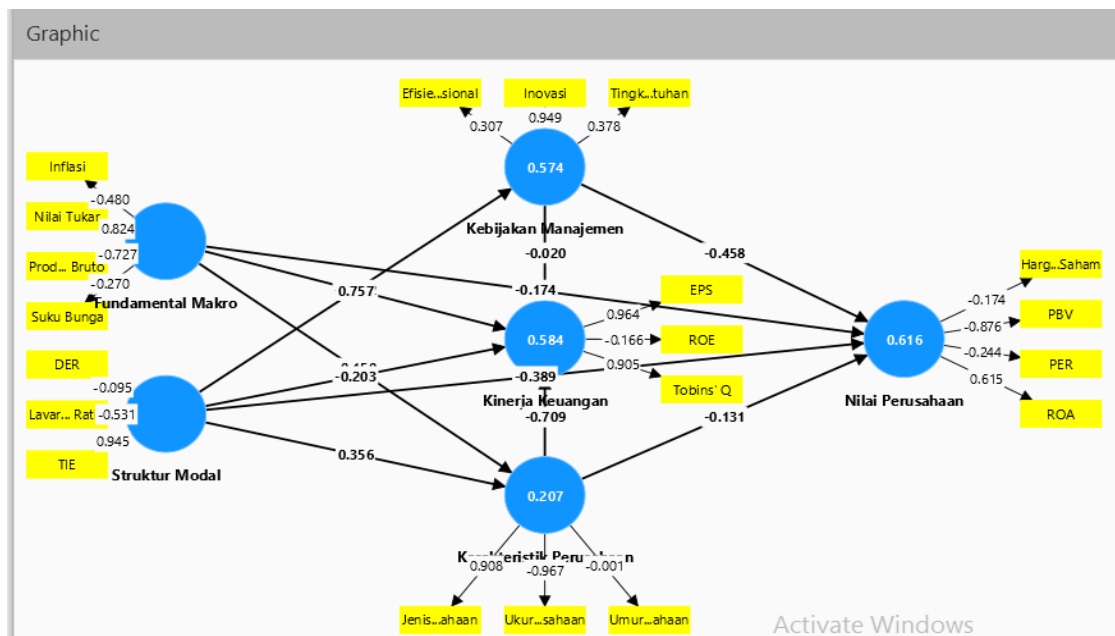 Graphic
Efisie...sional
Inovasi
Tingk...tuhan
0.307
0.949
0.378
0.574
Kebijakan Manajemen
Inflasi
-0.480
Nilai Tukar
0.824
-0.727
Prod... Bruto
-0.270
Suku Bunga
Fundamental Makro
-0.020
-0.458
0.757
-0.174
EPS
0.964
ROE
-0.166
0.905
Tobins' Q
0.584
Kinerja Keuangan
Harg...Saham
-0.174
PBV
-0.876
PER
-0.244
0.615
ROA
0.616
Nilai Perusahaan
DER
-0.095
Lavar... Rat
-0.531
0.945
TIE
Struktur Modal
-0.203
-0.389
-0.709
-0.131
0.356
0.207
0.908
-0.967
-0.001
Jenis...ahaan
Ukur...sahaan
Umur...ahaan
Activate Windows